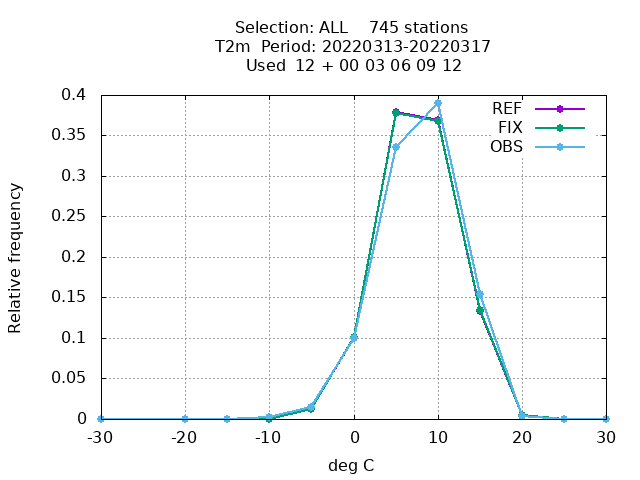 Selection: ALL    745 stations
T2m  Period: 20220313-20220317
Used  12 + 00 03 06 09 12
0.4
0.35
0.3
0.25
0.2
0.15
0.1
0.05
0
Relative frequency
REF
FIX
OBS
-30 -20 -10 0 10 20 30
deg C